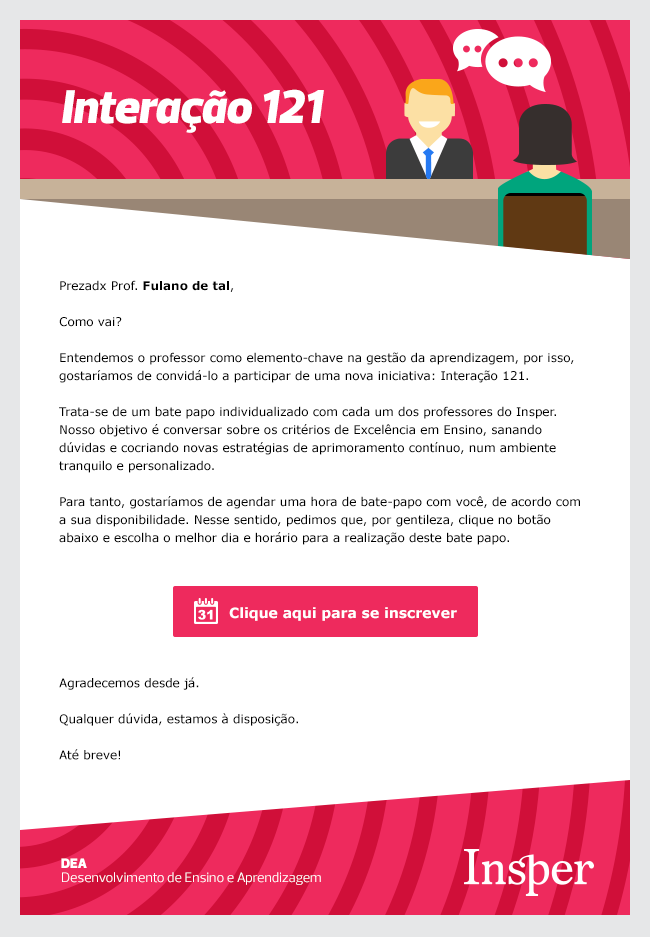 Interação 121
Prezadx Prof. Fulano de tal,
Como vai?
Entendemos o professor como elemento-chave na gestão da aprendizagem, por isso,
gostaríamos de convidá-lo a participar de uma nova iniciativa: Interação 121.
Trata-se de um bate papo individualizado com cada um dos professores do Insper.
Nosso objetivo é conversar sobre os critérios de Excelência em Ensino, sanando
dúvidas e cocriando novas estratégias de aprimoramento contínuo, num ambiente
tranquilo e personalizado.
Para tanto, gostaríamos de agendar uma hora de bate-papo com você, de acordo com
a sua disponibilidade. Nesse sentido, pedimos que, por gentileza, clique no botão
abaixo e escolha o melhor dia e horário para a realização deste bate papo.
31 Clique aqui para se inscrever
Agradecemos desde já.
Qualquer dúvida, estamos à disposição.
Até breve!
DEA
Desenvolvimento de Ensino e Aprendizagem
Insper